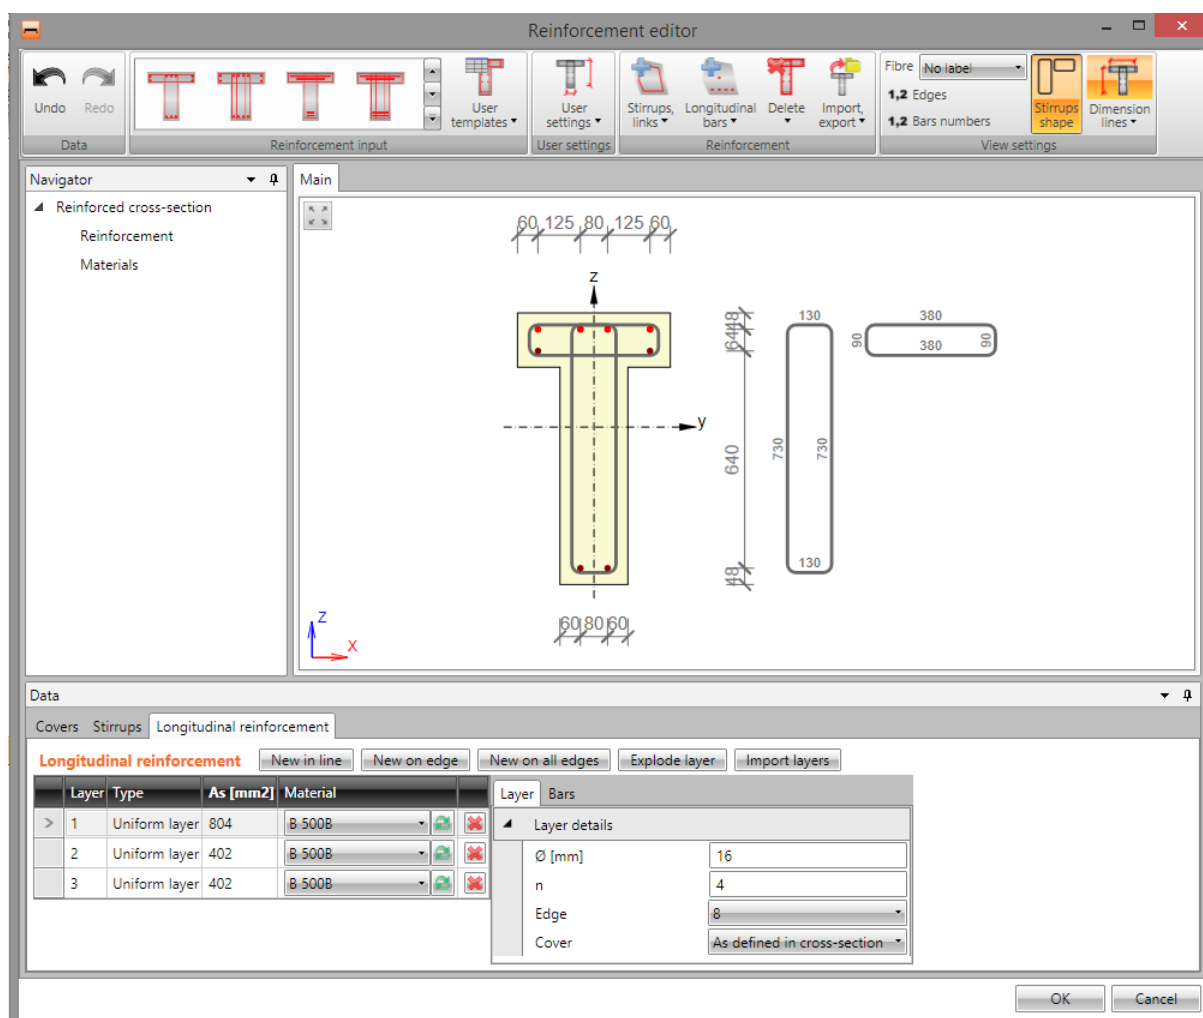 Reinforcement editor
Undo Redo
User templates
User settings
Stirrups, links
Longitudinal bars
Delete
Import, export
Fibre No label
1,2 Edges
1,2 Bars numbers
Stirrups shape
Dimension lines
Data Reinforcement input User settings Reinforcement View settings
Navigator
Main
Reinforced cross-section
Reinforcement
Materials
60 125 80 125 60
z
48
64
640
48
y
130
730 730
130
380
90 90
380
60 80 60
Z
X
Data
Covers Stirrups Longitudinal reinforcement
Longitudinal reinforcement New in line New on edge New on all edges Explode layer Import layers
Layer Type As [mm2] Material
> 1 Uniform layer 804 B 500B
2 Uniform layer 402 B 500B
3 Uniform layer 402 B 500B
Layer Bars
Layer details
Ø [mm] 16
n 4
Edge 8
Cover As defined in cross-section
OK Cancel